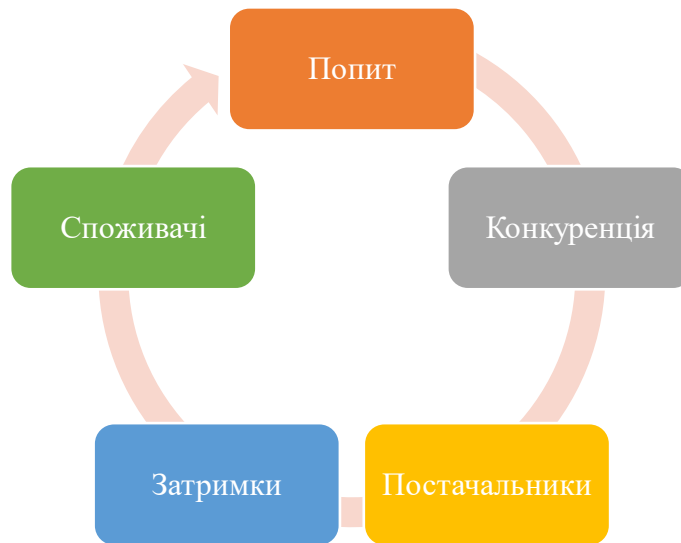 Попит
Конкуренція
Постачальники
Затримки
Споживачі